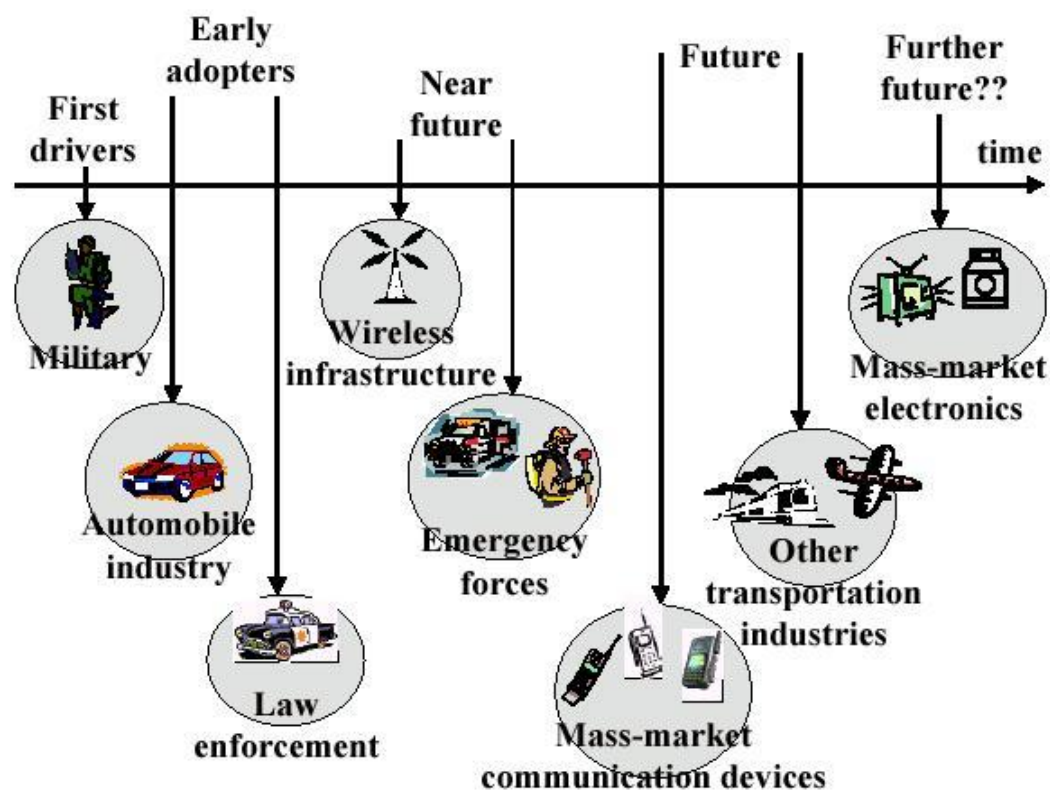 First
drivers
Early
adopters
Near
future
Future
Further
future??
time
Military
Automobile
industry
Law
enforcement
Wireless
infrastructure
Emergency
forces
Mass-market
communication devices
Other
transportation
industries
Mass-market
electronics